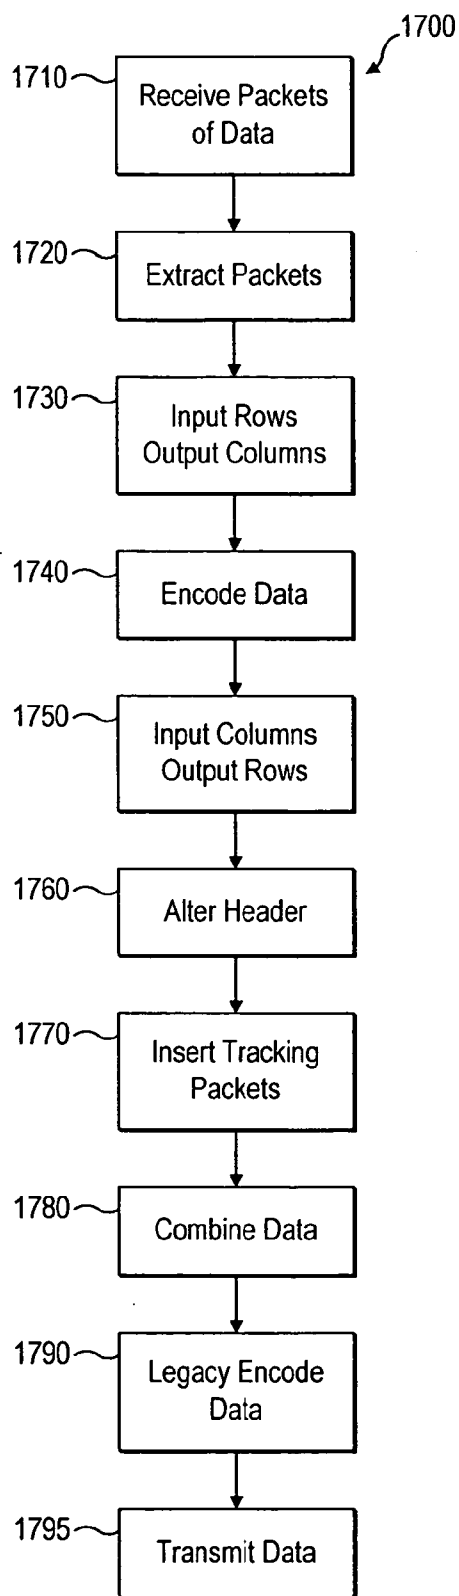 1700
1710
Receive Packets
of Data
1720
Extract Packets
1730
Input Rows
Output Columns
1740
Encode Data
1750
Input Columns
Output Rows
1760
Alter Header
1770
Insert Tracking
Packets
1780
Combine Data
1790
Legacy Encode
Data
1795
Transmit Data